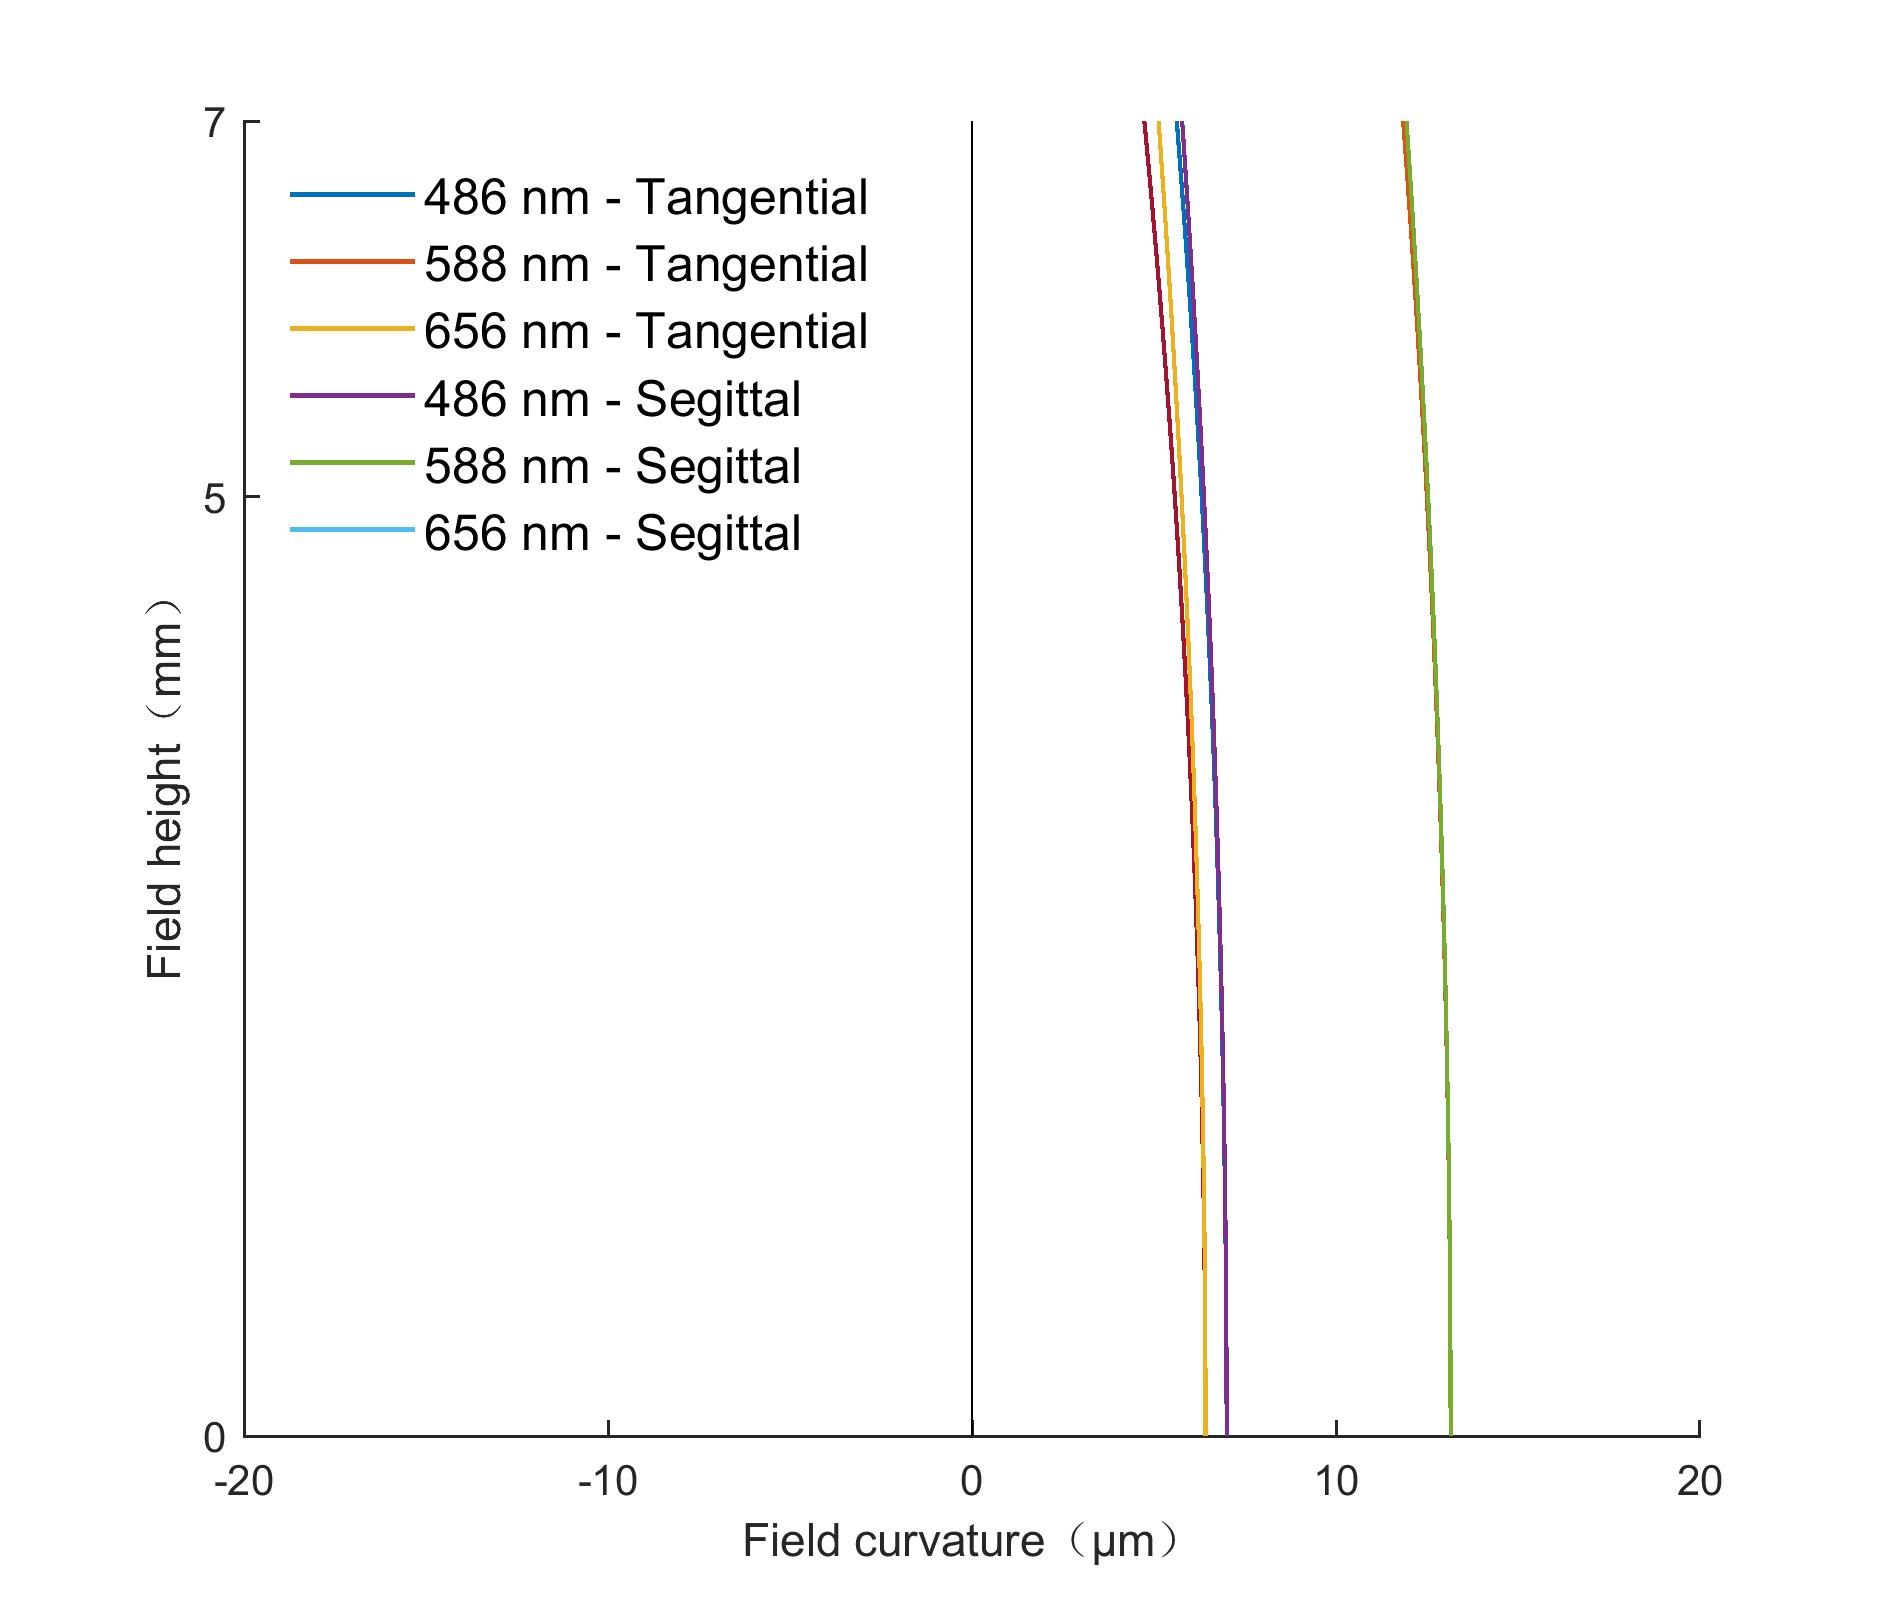 7
486 nm - Tangential
588 nm - Tangential
656 nm - Tangential
486 nm - Segittal
588 nm - Segittal
656 nm - Segittal
5
Field height（mm）
0
-20 -10 0 10 20
Field curvature（μm）